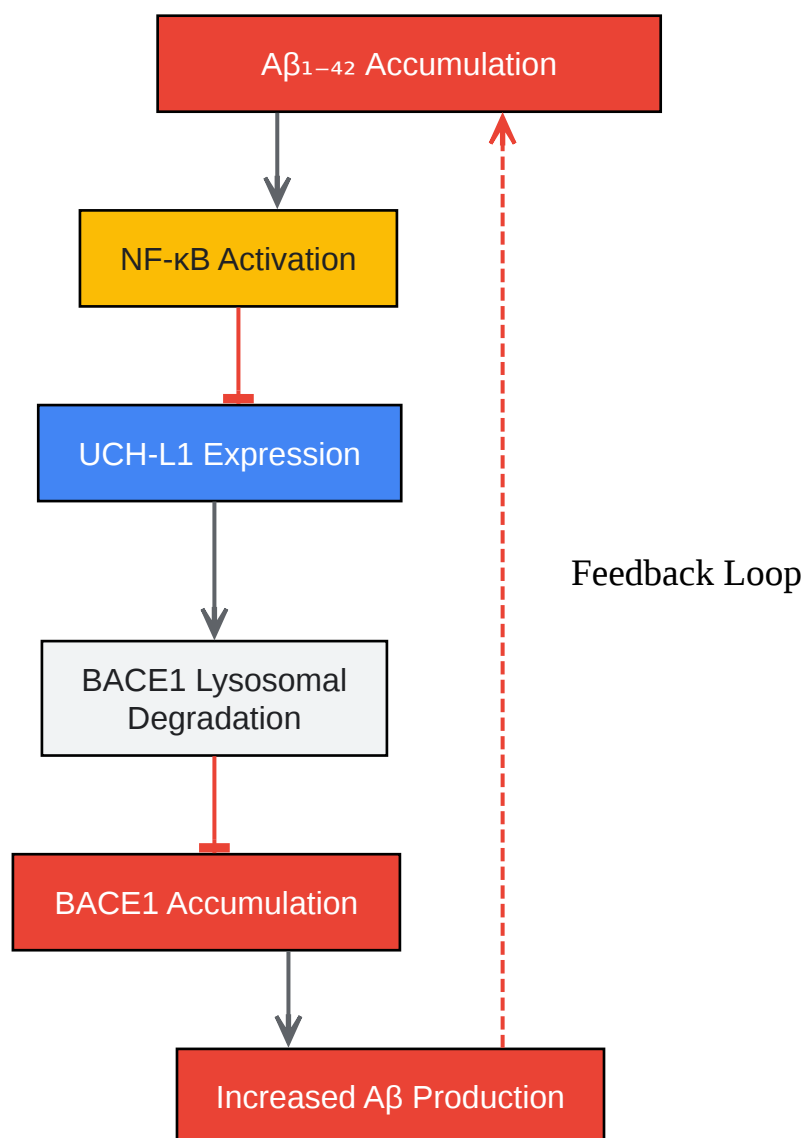 Aβ₁₋₄₂ Accumulation
NF-κB Activation
UCH-L1 Expression
Feedback Loop
BACE1 Lysosomal
Degradation
BACE1 Accumulation
Increased Aβ Production